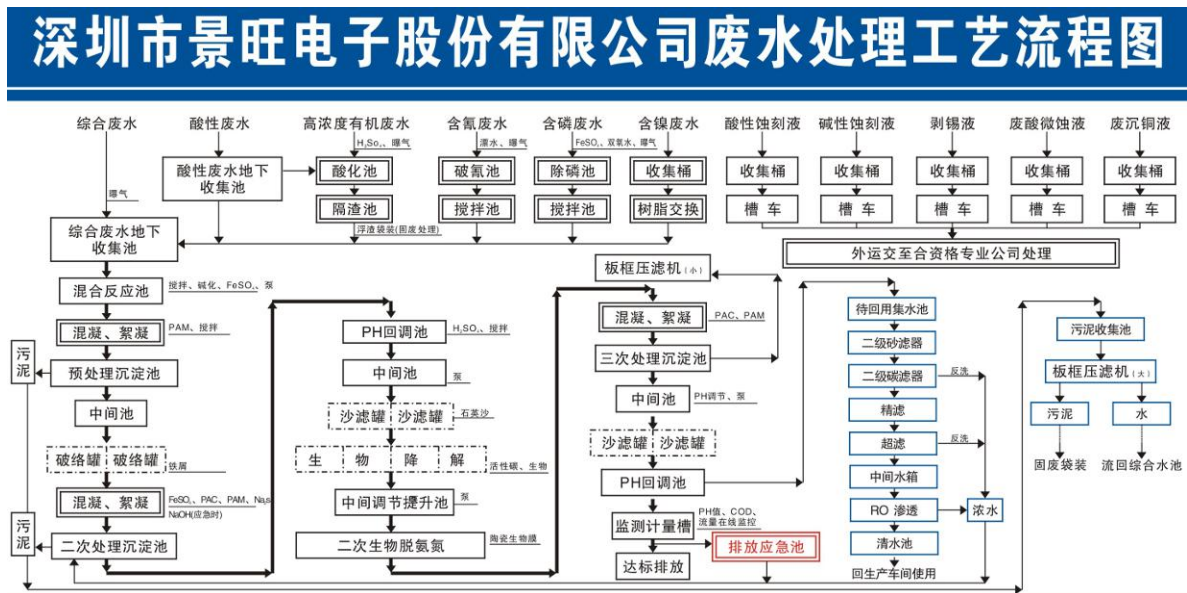 深圳市景旺电子股份有限公司废水处理工艺流程图
综合废水
酸性废水
高浓度有机废水
含氰废水
含磷废水
含镍废水
酸性蚀刻液
碱性蚀刻液
剥锡液
废酸微蚀液
废沉铜液
H₂So₄、曝气
漂水、曝气
FeSO₄、双氧水、曝气
曝气
酸性废水地下
收集池
酸化池
破氰池
除磷池
收集桶
收集桶
收集桶
收集桶
收集桶
收集桶
隔渣池
搅拌池
搅拌池
树脂交换
槽 车
槽 车
槽 车
槽 车
槽 车
浮渣袋装(固废处理)
综合废水地下
收集池
外运交至合资格专业公司处理
混合反应池
搅拌、碱化、FeSO₄、泵
混凝、絮凝
PAM、搅拌
污泥
预处理沉淀池
中间池
破络罐
破络罐
铁屑
混凝、絮凝
FeSO₄、PAC、PAM、Na₂s
NaOH(应急时)
污泥
二次处理沉淀池
PH回调池
H₂SO₄、搅拌
中间池
泵
沙滤罐
沙滤罐
石英沙
生 物 降 解
活性碳、生物
中间调节提升池
泵
二次生物脱氨氮
陶瓷生物膜
板框压滤机(小)
混凝、絮凝
PAC、PAM
三次处理沉淀池
中间池
PH调节、泵
沙滤罐
沙滤罐
PH回调池
监测计量槽
PH值、COD、
流量在线监控
排放应急池
达标排放
待回用集水池
二级砂滤器
二级碳滤器
反洗
精滤
超滤
反洗
中间水箱
RO 渗透
浓水
清水池
回生产车间使用
污泥收集池
板框压滤机(大)
污泥
水
固废袋装
流回综合水池